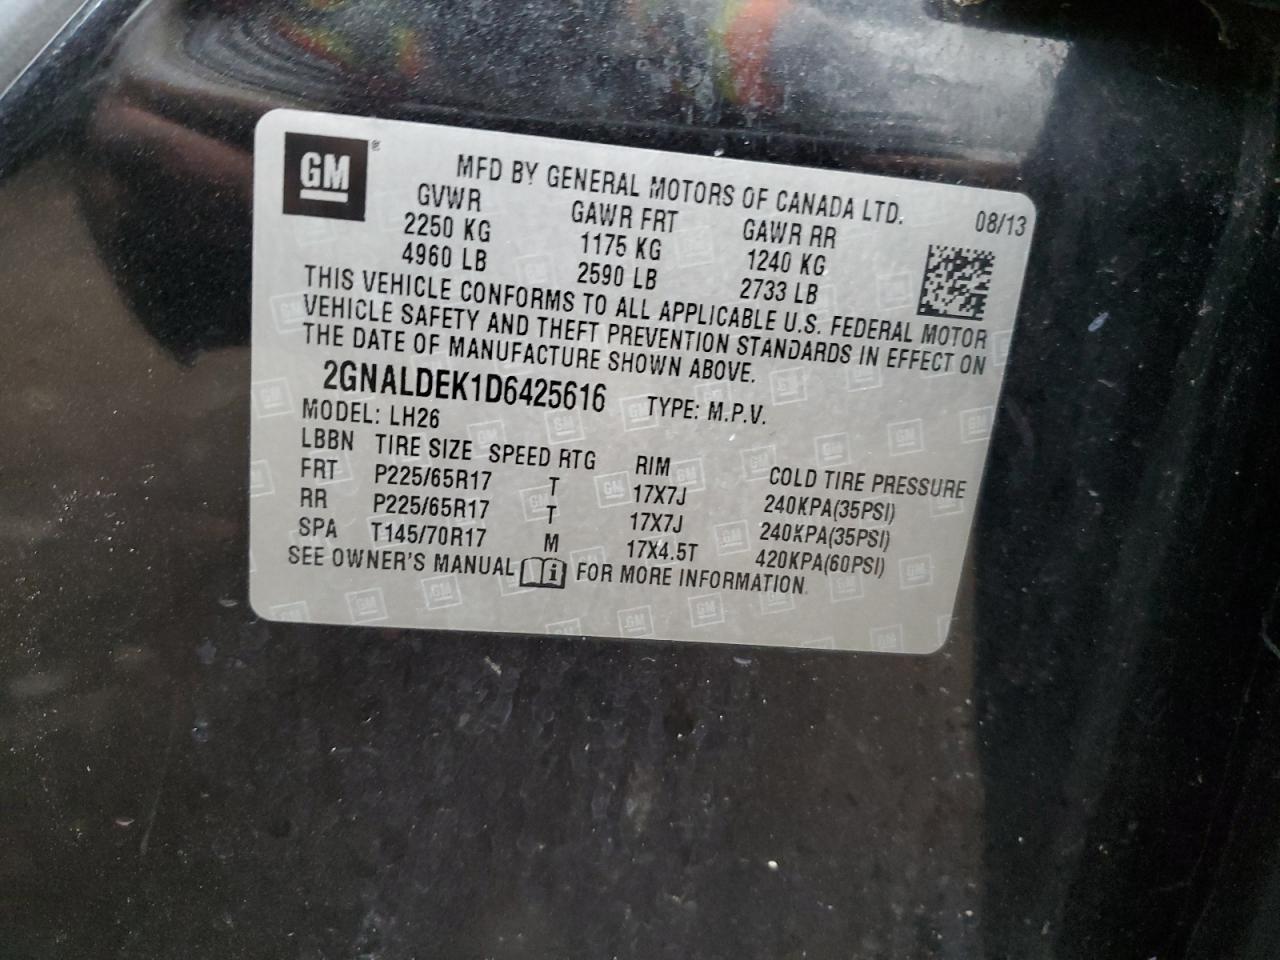 GM
MFD BY GENERAL MOTORS OF CANADA LTD.
08/13
GVWR GAWR FRT GAWR RR
2250 KG 1175 KG 1240 KG
4960 LB 2590 LB 2733 LB
THIS VEHICLE CONFORMS TO ALL APPLICABLE U.S. FEDERAL MOTOR
VEHICLE SAFETY AND THEFT PREVENTION STANDARDS IN EFFECT ON
THE DATE OF MANUFACTURE SHOWN ABOVE.
2GNALDEK1D6425616 TYPE: M.P.V.
MODEL: LH26
LBBN TIRE SIZE SPEED RTG RIM COLD TIRE PRESSURE
FRT P225/65R17 T 17X7J 240KPA(35PSI)
RR P225/65R17 T 17X7J 240KPA(35PSI)
SPA T145/70R17 M 17X4.5T 420KPA(60PSI)
SEE OWNER'S MANUAL FOR MORE INFORMATION.